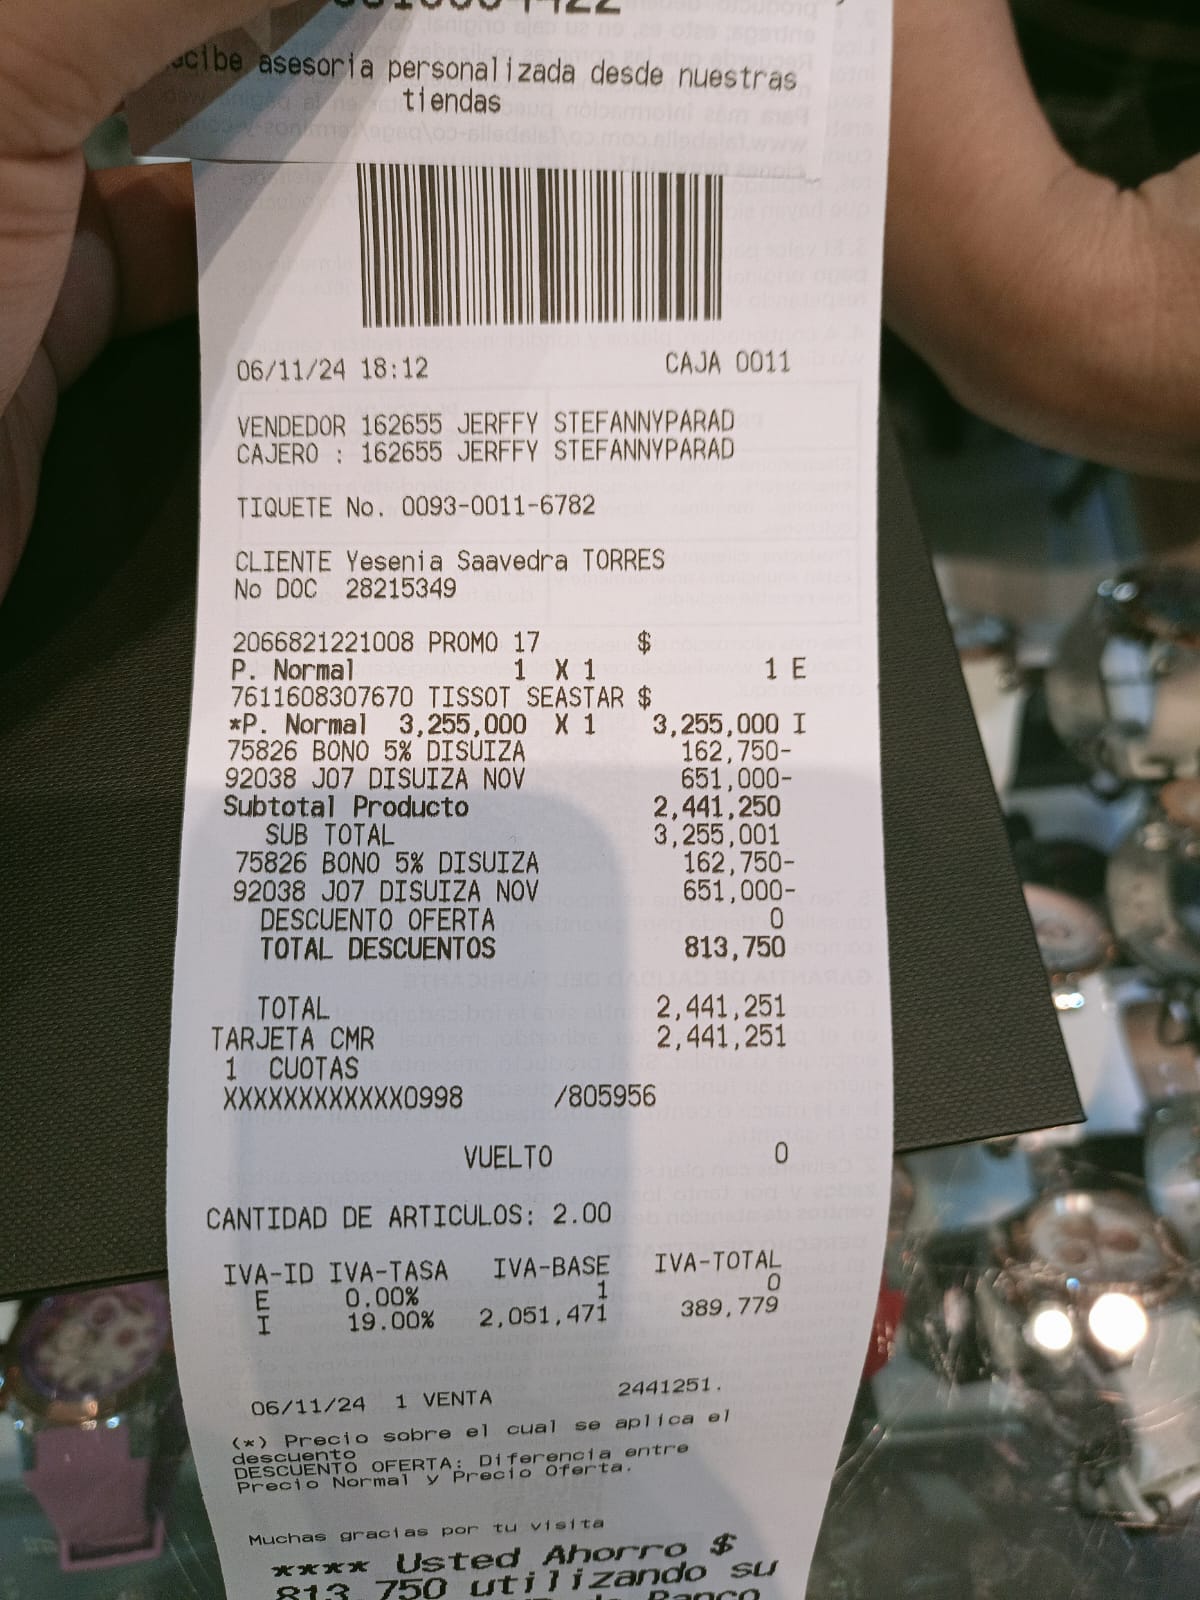 cibe asesoria personalizada desde nuestras
tiendas
06/11/24 18:12 CAJA 0011
VENDEDOR 162655 JERFFY STEFANNYPARAD
CAJERO : 162655 JERFFY STEFANNYPARAD
TIQUETE No. 0093-0011-6782
CLIENTE Yesenia Saavedra TORRES
No DOC 28215349
2066821221008 PROMO 17 $
P. Normal 1 X 1 1 E
7611608307670 TISSOT SEASTAR $
*P. Normal 3,255,000 X 1 3,255,000 I
75826 BONO 5% DISUIZA 162,750-
92038 J07 DISUIZA NOV 651,000-
Subtotal Producto 2,441,250
SUB TOTAL 3,255,001
75826 BONO 5% DISUIZA 162,750-
92038 J07 DISUIZA NOV 651,000-
DESCUENTO OFERTA 0
TOTAL DESCUENTOS 813,750
TOTAL 2,441,251
TARJETA CMR 2,441,251
1 CUOTAS
XXXXXXXXXXXX0998 /805956
VUELTO 0
CANTIDAD DE ARTICULOS: 2.00
IVA-ID IVA-TASA IVA-BASE IVA-TOTAL
E 0.00% 1 0
I 19.00% 2,051,471 389,779
06/11/24 1 VENTA 2441251.
(*) Precio sobre el cual se aplica el
descuento
DESCUENTO OFERTA: Diferencia entre
Precio Normal y Precio Oferta.
Muchas gracias por tu visita
**** Usted Ahorro $
813,750 utilizando su
Banco